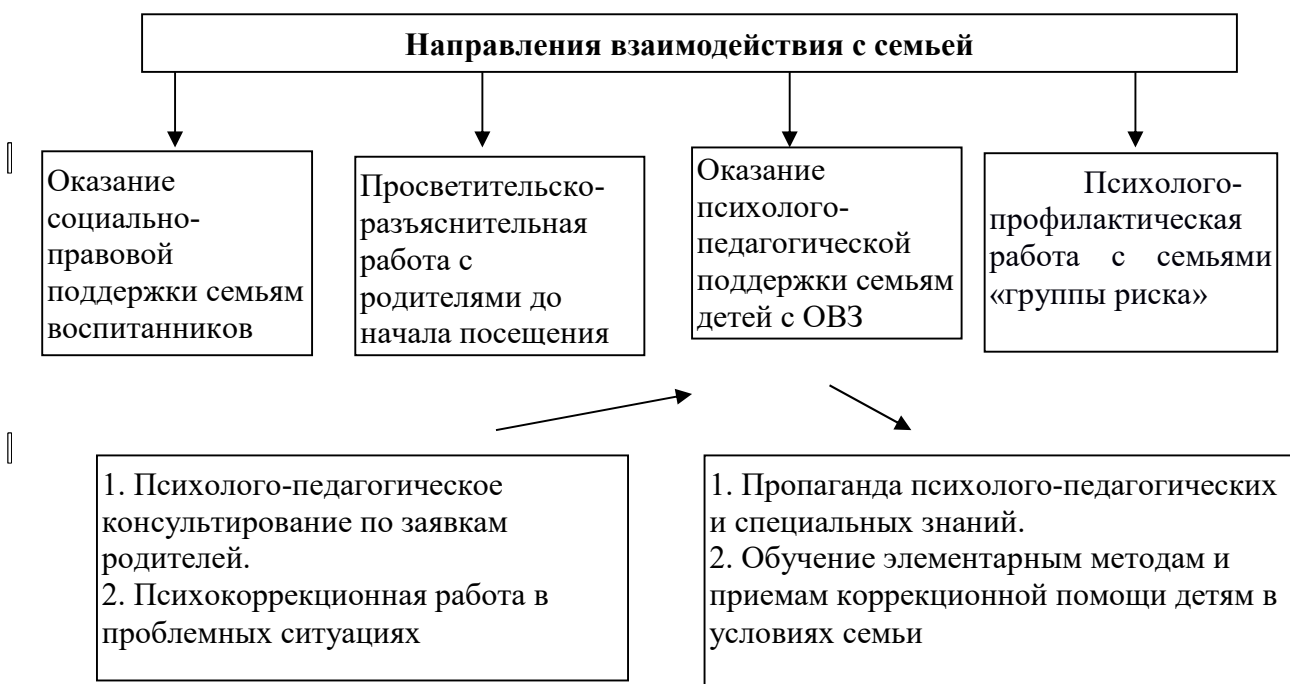 Направления взаимодействия с семьей
Оказание
социально-
правовой
поддержки семьям
воспитанников
Просветительско-
разъяснительная
работа с
родителями до
начала посещения
Оказание
психолого-
педагогической
поддержки семьям
детей с ОВЗ
Психолого-
профилактическая
работа с семьями
«группы риска»
1. Психолого-педагогическое
консультирование по заявкам
родителей.
2. Психокоррекционная работа в
проблемных ситуациях
1. Пропаганда психолого-педагогических
и специальных знаний.
2. Обучение элементарным методам и
приемам коррекционной помощи детям в
условиях семьи